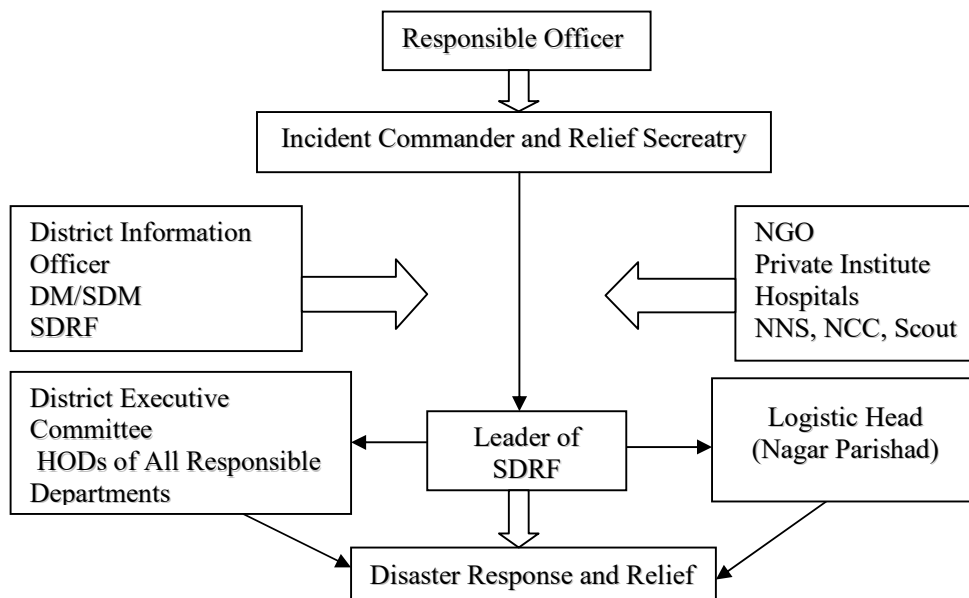 Responsible Officer
Incident Commander and Relief Secreatry
District Information
Officer
DM/SDM
SDRF
NGO
Private Institute
Hospitals
NNS, NCC, Scout
District Executive
Committee
HODs of All Responsible
Departments
Leader of
SDRF
Logistic Head
(Nagar Parishad)
Disaster Response and Relief